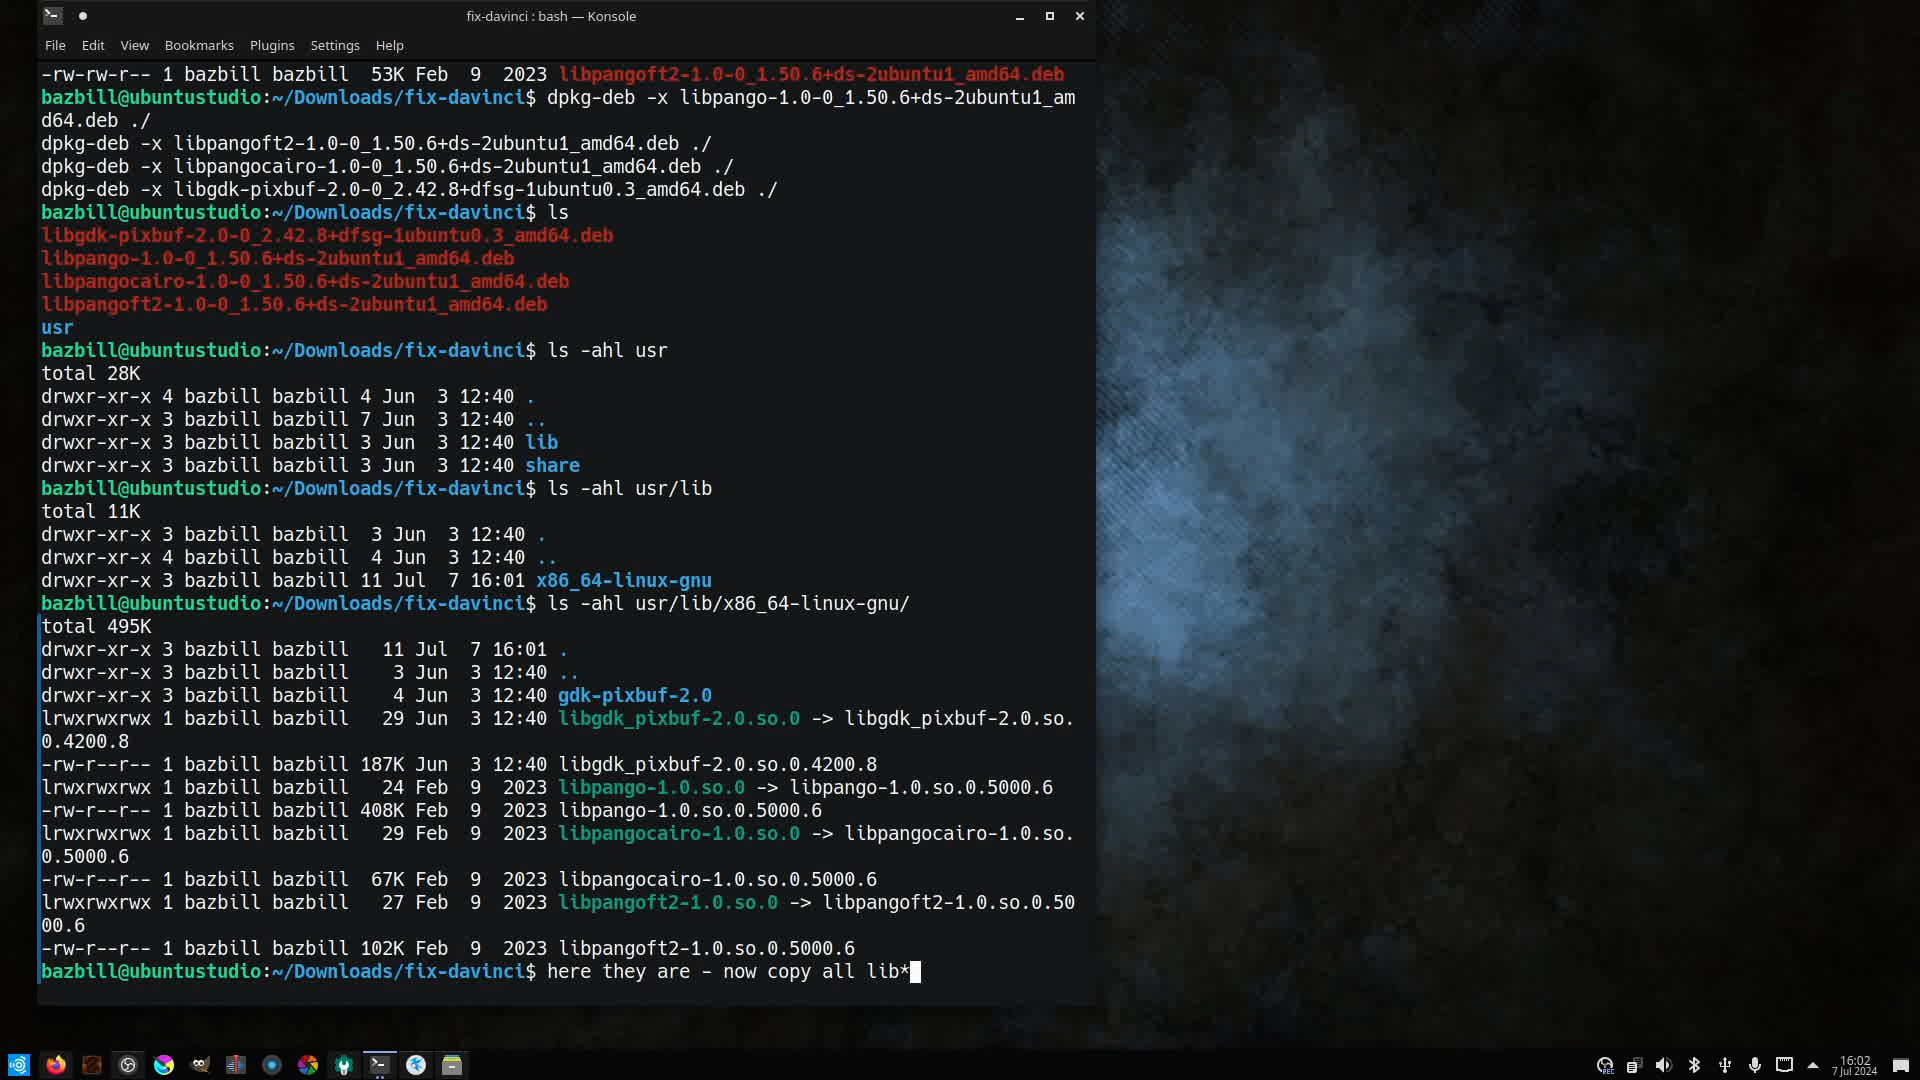 fix-davinci : bash — Konsole
File Edit View Bookmarks Plugins Settings Help
-rw-rw-r-- 1 bazbill bazbill  53K Feb  9  2023 libpangoft2-1.0-0_1.50.6+ds-2ubuntu1_amd64.deb
bazbill@ubuntustudio:~/Downloads/fix-davinci$ dpkg-deb -x libpango-1.0-0_1.50.6+ds-2ubuntu1_am
d64.deb ./
dpkg-deb -x libpangoft2-1.0-0_1.50.6+ds-2ubuntu1_amd64.deb ./
dpkg-deb -x libpangocairo-1.0-0_1.50.6+ds-2ubuntu1_amd64.deb ./
dpkg-deb -x libgdk-pixbuf-2.0-0_2.42.8+dfsg-1ubuntu0.3_amd64.deb ./
bazbill@ubuntustudio:~/Downloads/fix-davinci$ ls
libgdk-pixbuf-2.0-0_2.42.8+dfsg-1ubuntu0.3_amd64.deb
libpango-1.0-0_1.50.6+ds-2ubuntu1_amd64.deb
libpangocairo-1.0-0_1.50.6+ds-2ubuntu1_amd64.deb
libpangoft2-1.0-0_1.50.6+ds-2ubuntu1_amd64.deb
usr
bazbill@ubuntustudio:~/Downloads/fix-davinci$ ls -ahl usr
total 28K
drwxr-xr-x 4 bazbill bazbill 4 Jun  3 12:40 .
drwxr-xr-x 3 bazbill bazbill 7 Jun  3 12:40 ..
drwxr-xr-x 3 bazbill bazbill 3 Jun  3 12:40 lib
drwxr-xr-x 3 bazbill bazbill 3 Jun  3 12:40 share
bazbill@ubuntustudio:~/Downloads/fix-davinci$ ls -ahl usr/lib
total 11K
drwxr-xr-x 3 bazbill bazbill  3 Jun  3 12:40 .
drwxr-xr-x 4 bazbill bazbill  4 Jun  3 12:40 ..
drwxr-xr-x 3 bazbill bazbill 11 Jul  7 16:01 x86_64-linux-gnu
bazbill@ubuntustudio:~/Downloads/fix-davinci$ ls -ahl usr/lib/x86_64-linux-gnu/
total 495K
drwxr-xr-x 3 bazbill bazbill   11 Jul  7 16:01 .
drwxr-xr-x 3 bazbill bazbill    3 Jun  3 12:40 ..
drwxr-xr-x 3 bazbill bazbill    4 Jun  3 12:40 gdk-pixbuf-2.0
lrwxrwxrwx 1 bazbill bazbill   29 Jun  3 12:40 libgdk_pixbuf-2.0.so.0 -> libgdk_pixbuf-2.0.so.
0.4200.8
-rw-r--r-- 1 bazbill bazbill 187K Jun  3 12:40 libgdk_pixbuf-2.0.so.0.4200.8
lrwxrwxrwx 1 bazbill bazbill   24 Feb  9  2023 libpango-1.0.so.0 -> libpango-1.0.so.0.5000.6
-rw-r--r-- 1 bazbill bazbill 408K Feb  9  2023 libpango-1.0.so.0.5000.6
lrwxrwxrwx 1 bazbill bazbill   29 Feb  9  2023 libpangocairo-1.0.so.0 -> libpangocairo-1.0.so.
0.5000.6
-rw-r--r-- 1 bazbill bazbill  67K Feb  9  2023 libpangocairo-1.0.so.0.5000.6
lrwxrwxrwx 1 bazbill bazbill   27 Feb  9  2023 libpangoft2-1.0.so.0 -> libpangoft2-1.0.so.0.50
00.6
-rw-r--r-- 1 bazbill bazbill 102K Feb  9  2023 libpangoft2-1.0.so.0.5000.6
bazbill@ubuntustudio:~/Downloads/fix-davinci$ here they are - now copy all lib*
REC
16:02
7 Jul 2024